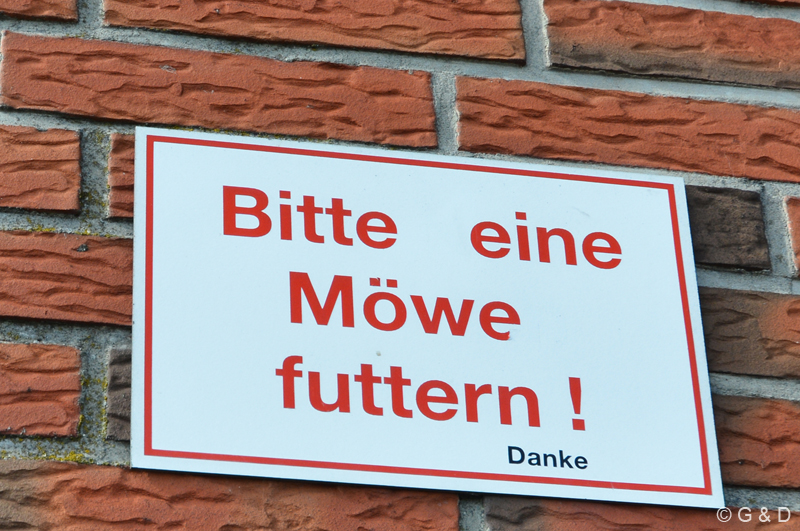 Bitte eine
Möwe
futtern !
Danke
© G & D